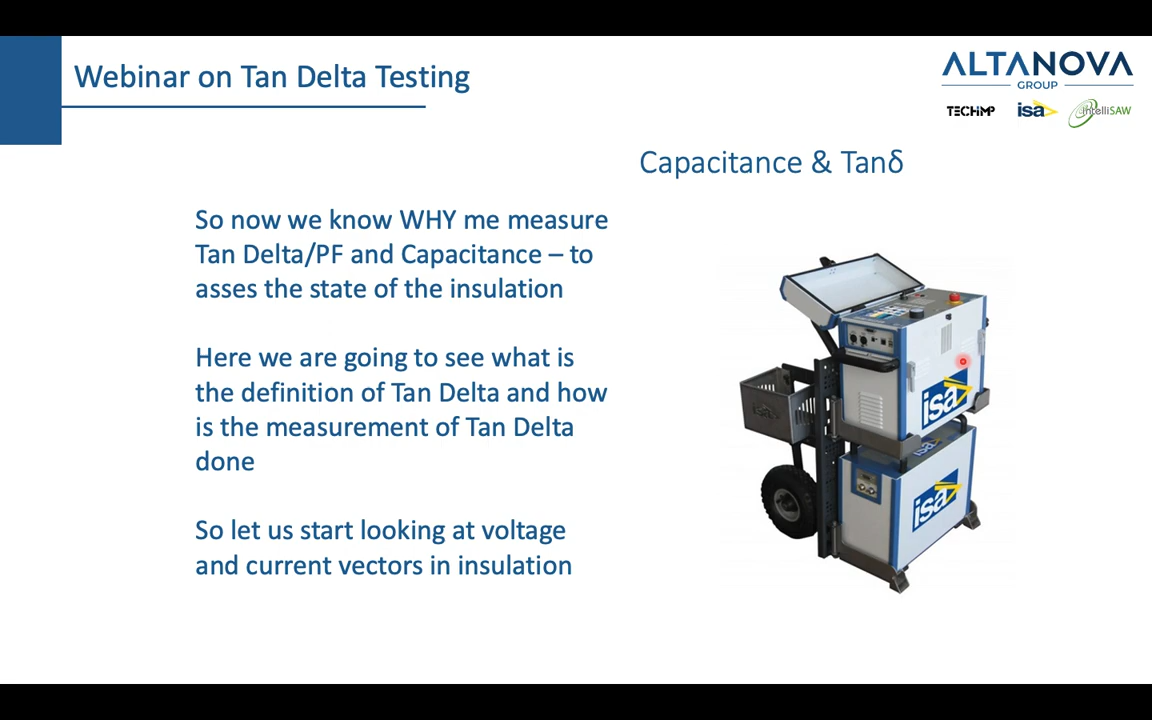 Webinar on Tan Delta Testing
ALTANOVA
GROUP
TECHIMP
isa
IntelliSAW
Capacitance & Tanδ
So now we know WHY me measure
Tan Delta/PF and Capacitance – to
asses the state of the insulation
Here we are going to see what is
the definition of Tan Delta and how
is the measurement of Tan Delta
done
So let us start looking at voltage
and current vectors in insulation
isa
isa
isa